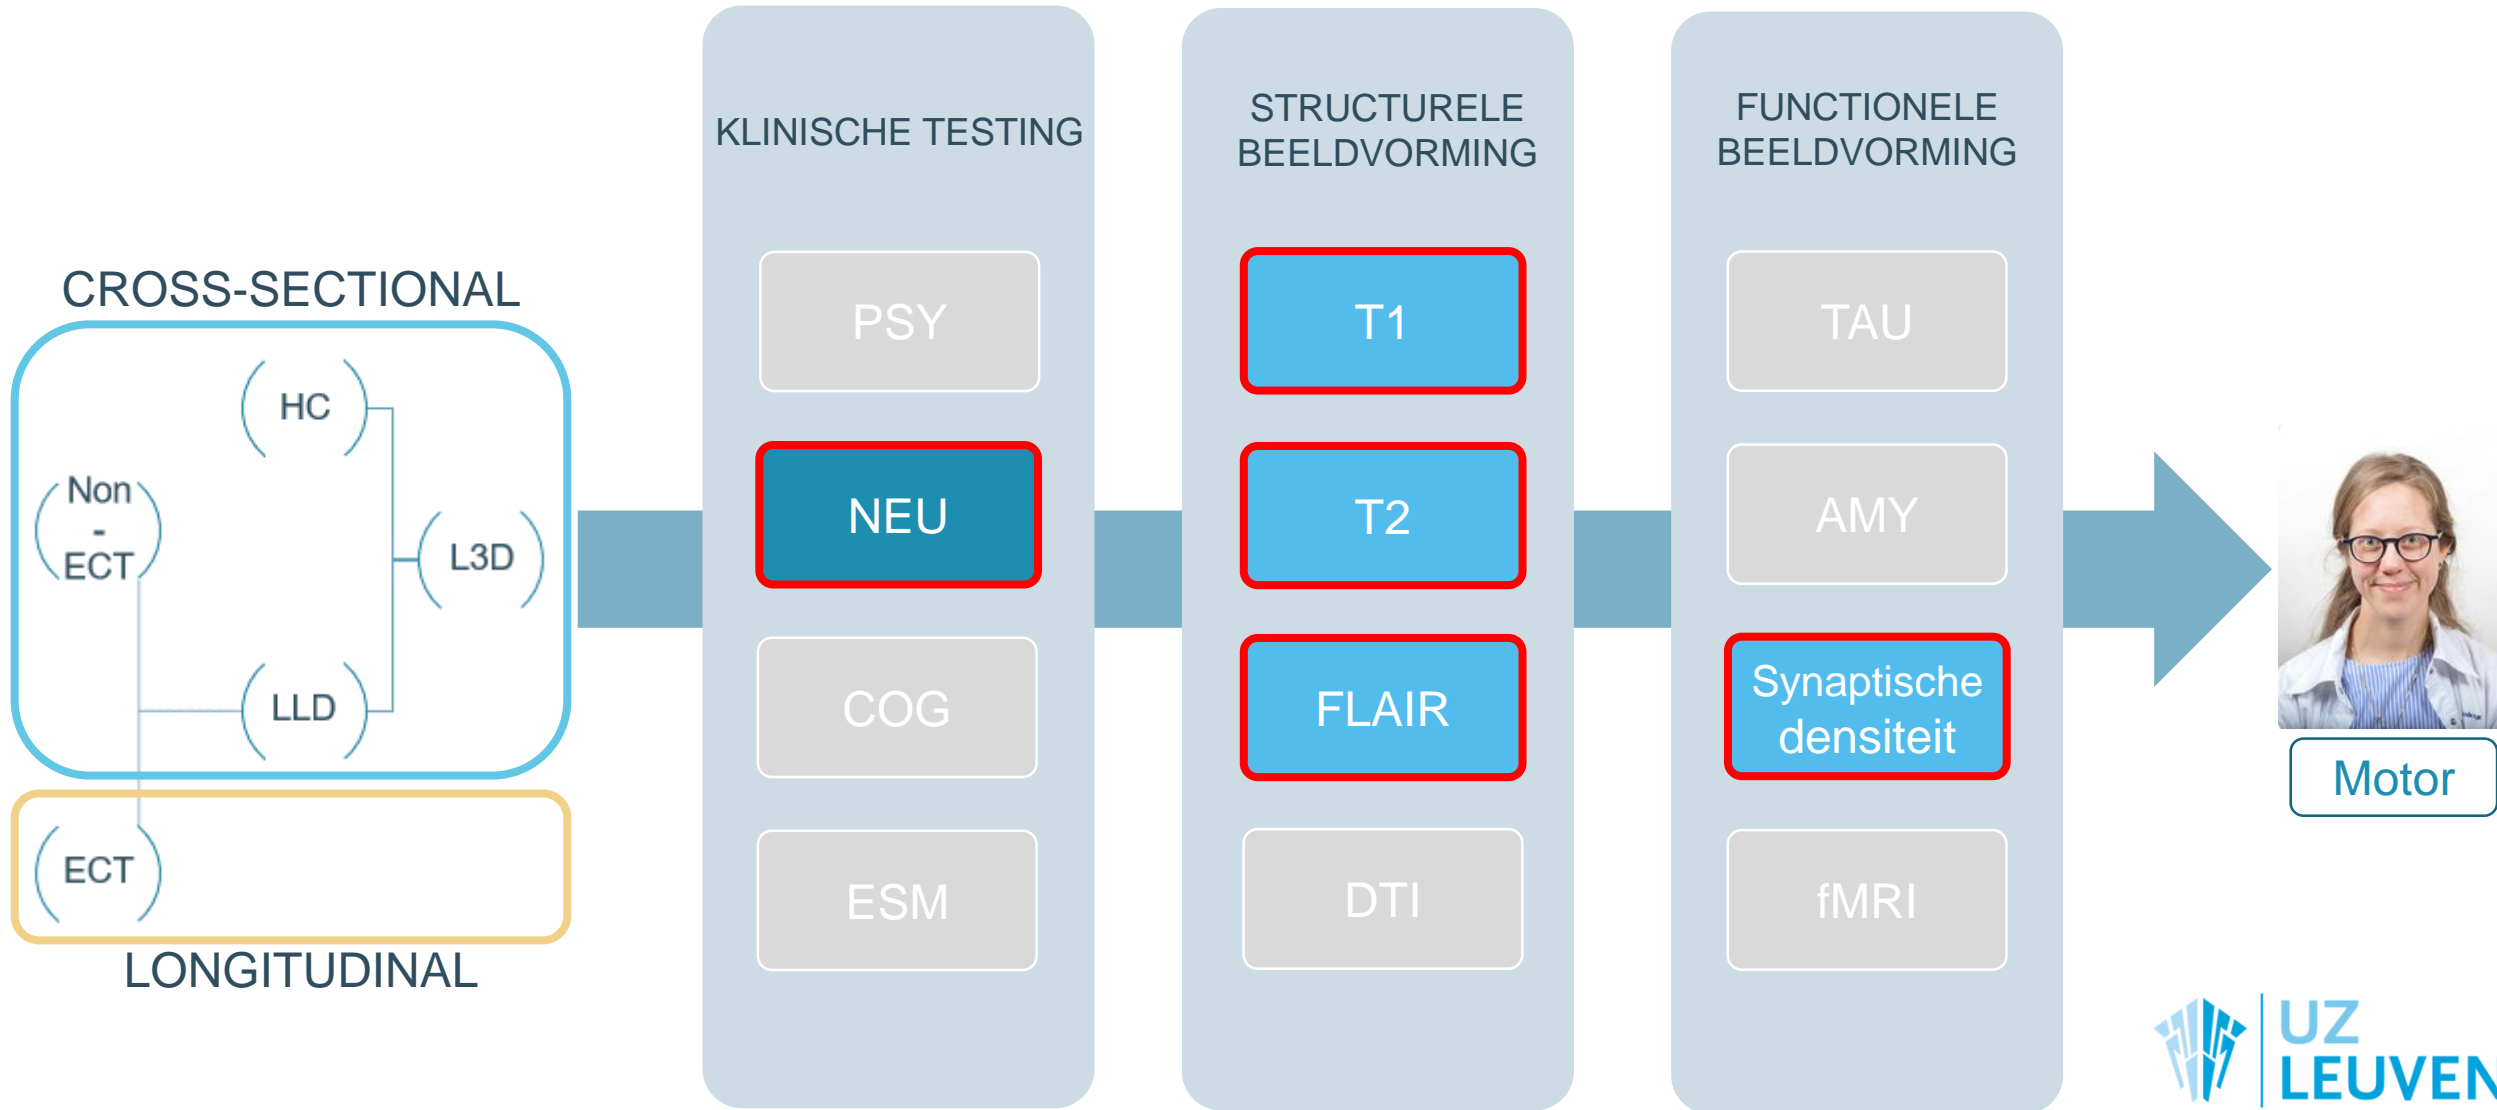 CROSS-SECTIONAL
HC
Non
-
ECT
L3D
LLD
ECT
LONGITUDINAL
KLINISCHE TESTING
PSY
NEU
COG
ESM
STRUCTURELE
BEELDVORMING
T1
T2
FLAIR
DTI
FUNCTIONELE
BEELDVORMING
TAU
AMY
Synaptische
densiteit
fMRI
Motor
UZ
LEUVEN